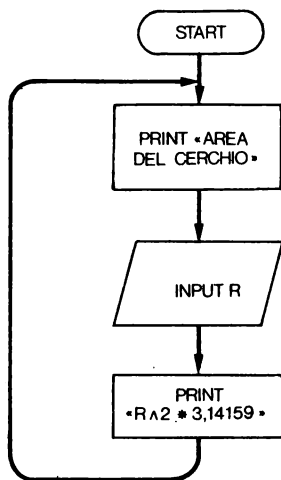 START
PRINT «AREA
DEL CERCHIO»
INPUT R
PRINT
«R∧2 * 3,14159»